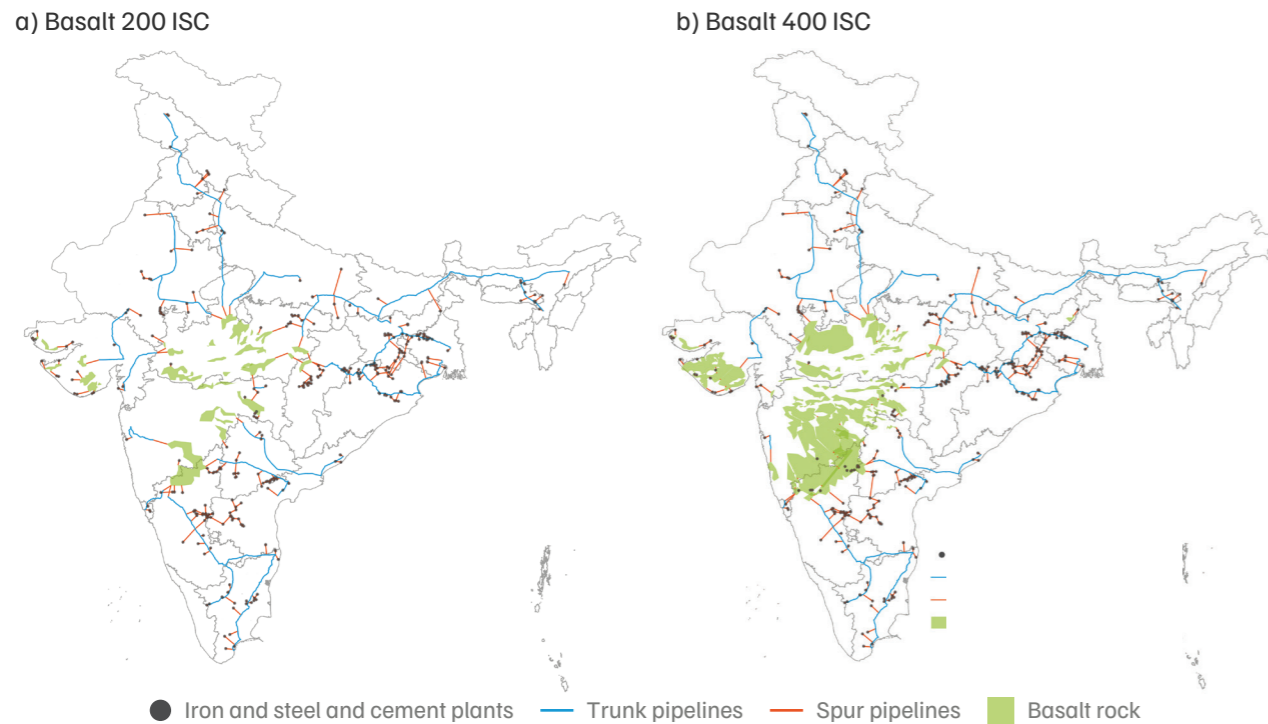 a) Basalt 200 ISC
b) Basalt 400 ISC
Iron and steel and cement plants
Trunk pipelines
Spur pipelines
Basalt rock